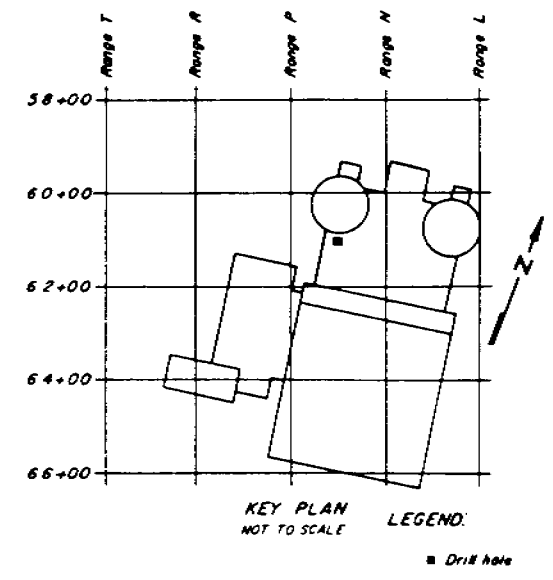 Range T
Range R
Range P
Range N
Range L
58+00
60+00
62+00
64+00
66+00
N
KEY PLAN
NOT TO SCALE
LEGEND:
Drill hole